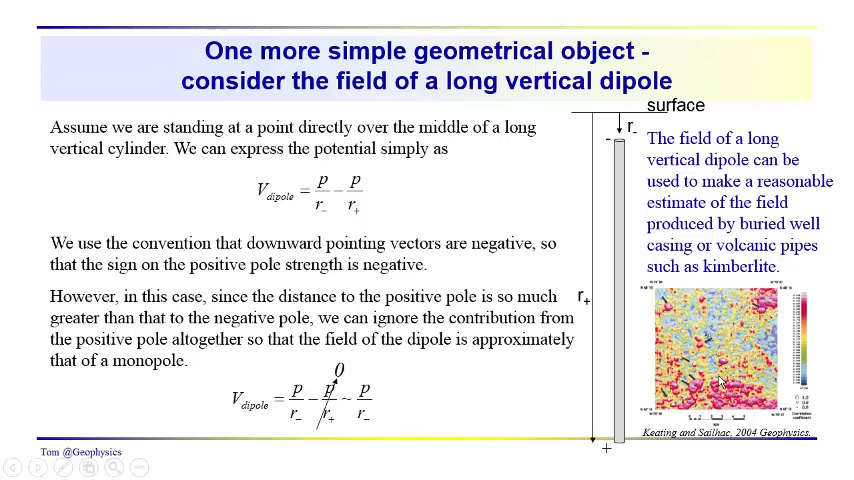 One more simple geometrical object -
consider the field of a long vertical dipole
Assume we are standing at a point directly over the middle of a long
vertical cylinder. We can express the potential simply as
V dipole = p/r₋ − p/r₊
We use the convention that downward pointing vectors are negative, so
that the sign on the positive pole strength is negative.
However, in this case, since the distance to the positive pole is so much
greater than that to the negative pole, we can ignore the contribution from
the positive pole altogether so that the field of the dipole is approximately
that of a monopole.
0
V dipole = p/r₋ − p/r₊ ~ p/r₋
surface
r₋
-
r₊
+
The field of a long
vertical dipole can be
used to make a reasonable
estimate of the field
produced by buried well
casing or volcanic pipes
such as kimberlite.
Correlation
coefficient
Keating and Sailhac, 2004 Geophysics.
Tom @Geophysics